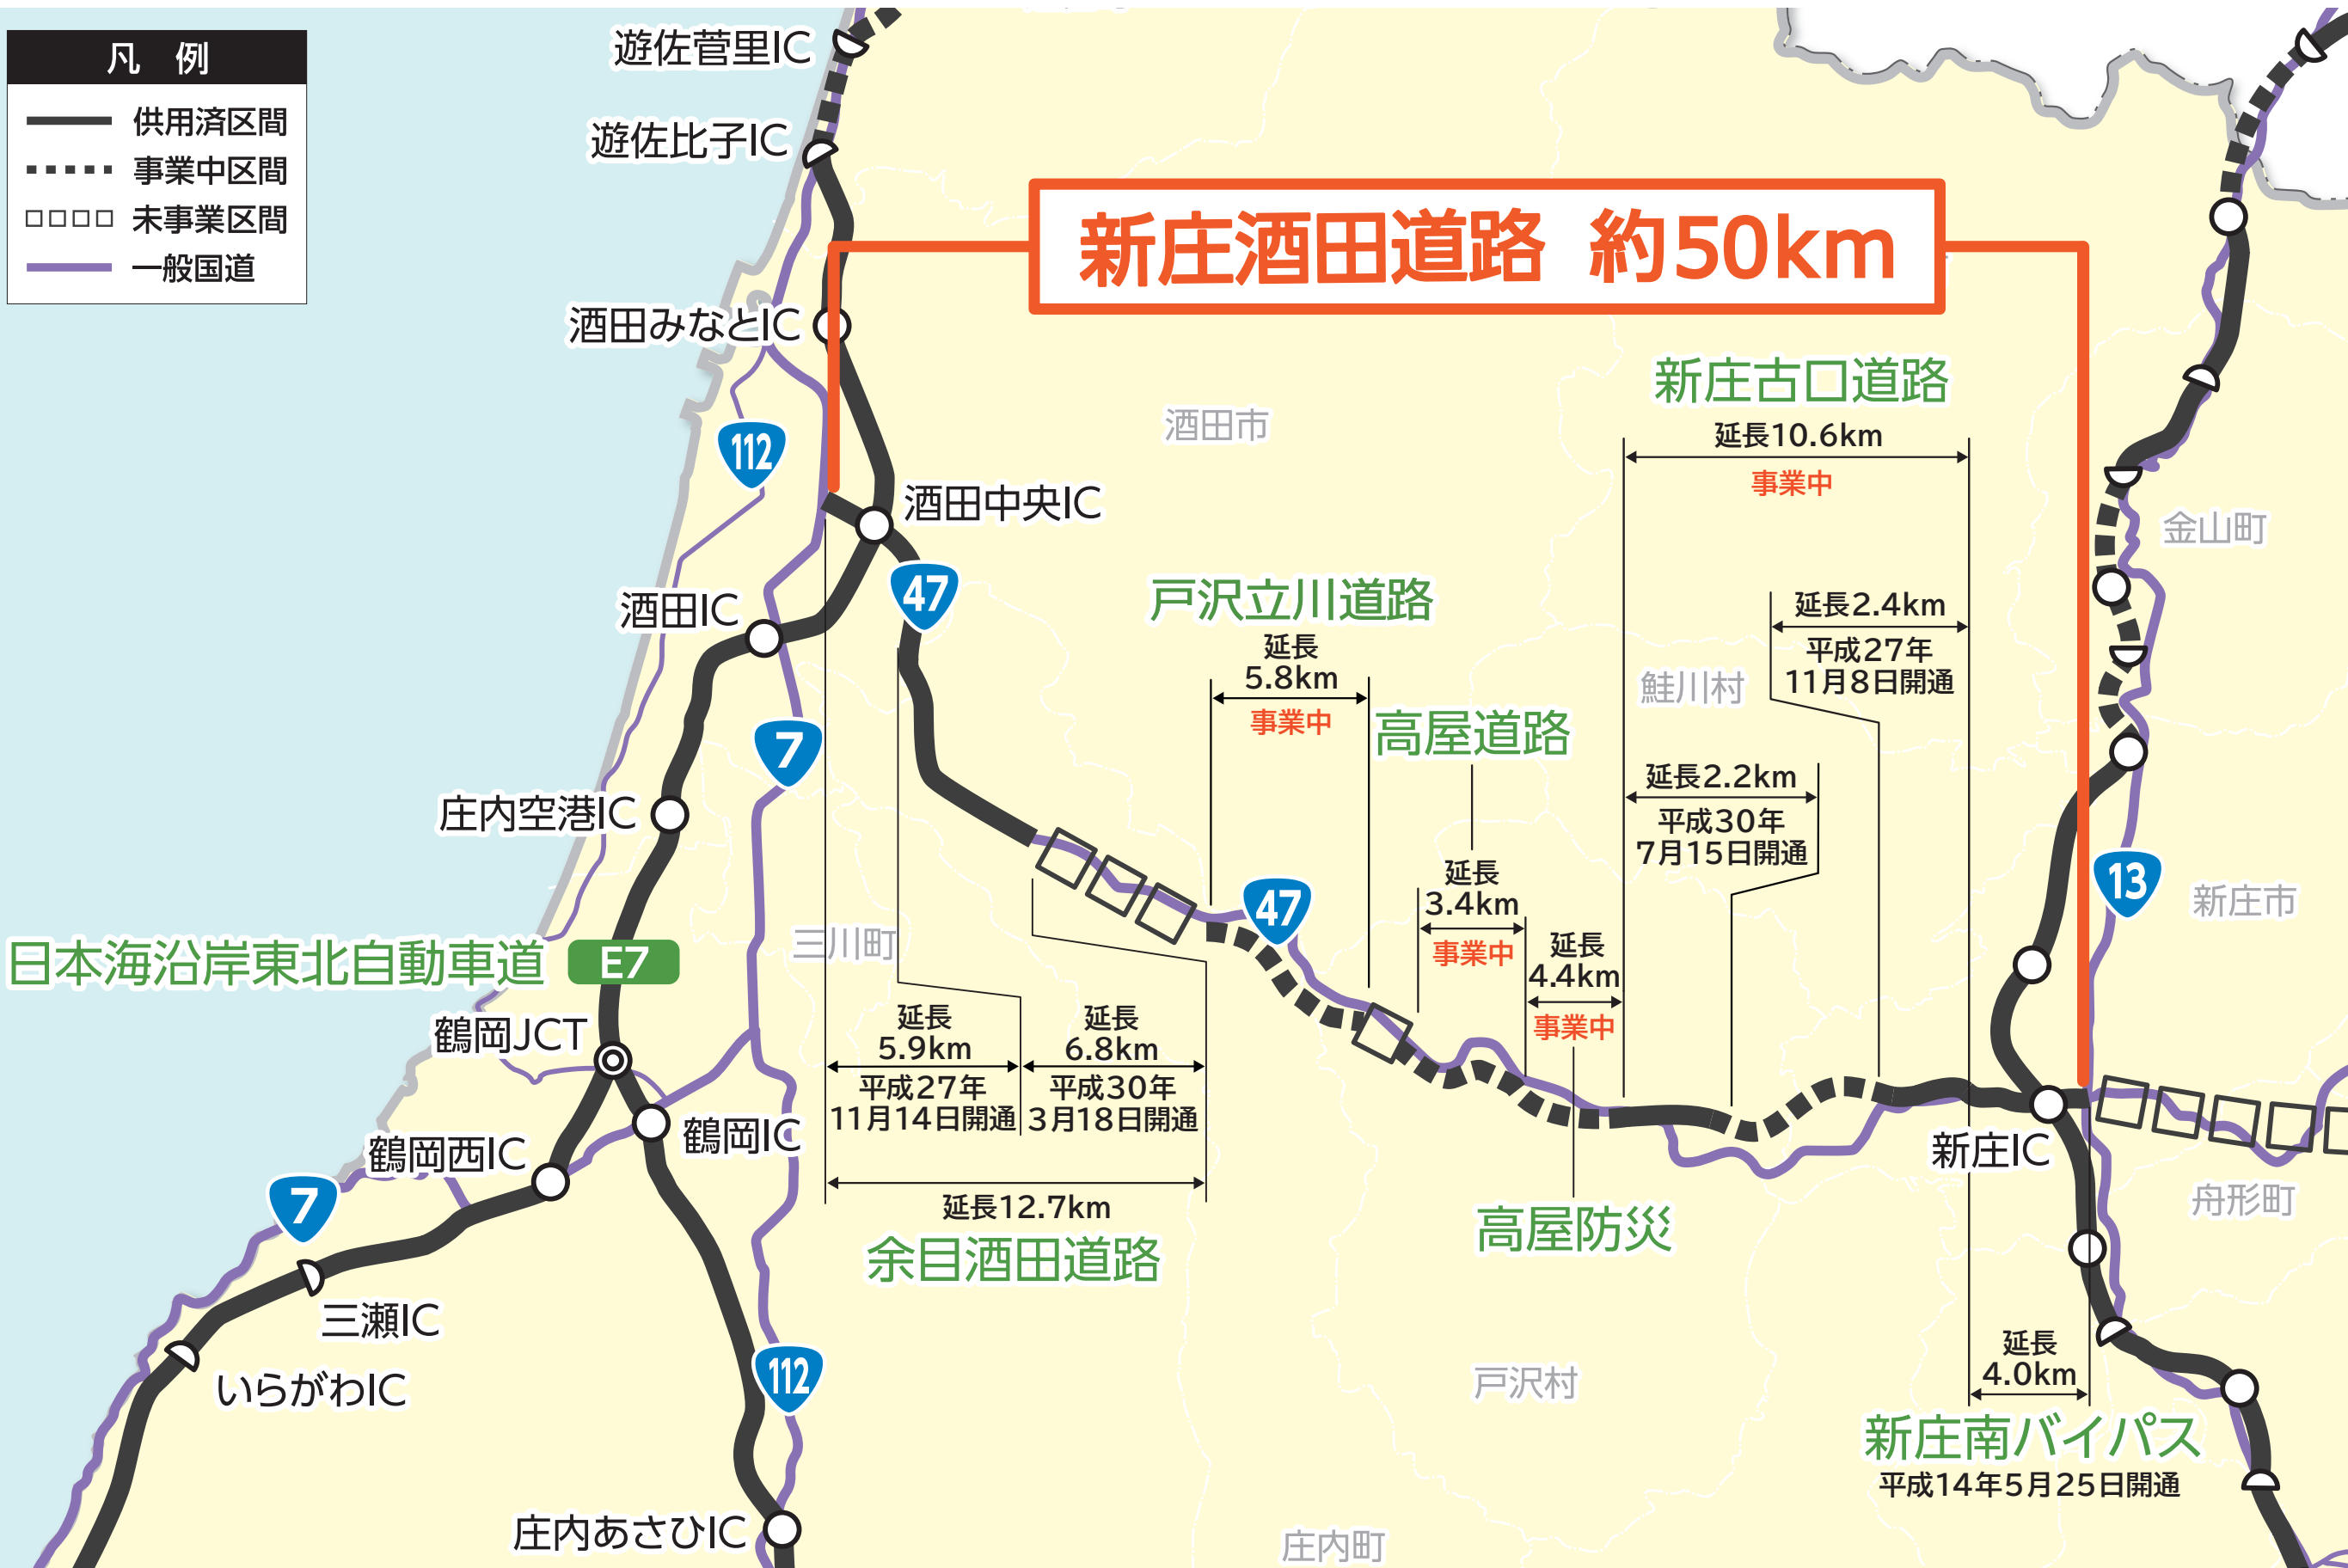 凡 例
供用済区間
事業中区間
未事業区間
一般国道
遊佐菅里IC
遊佐比子IC
新庄酒田道路 約50km
酒田みなとIC
新庄古口道路
延長10.6km
事業中
酒田市
112
酒田中央IC
金山町
47
戸沢立川道路
延長
5.8km
事業中
延長2.4km
平成27年
11月8日開通
酒田IC
鮭川村
高屋道路
7
延長2.2km
平成30年
7月15日開通
庄内空港IC
延長
3.4km
事業中
47
13
新庄市
三川町
日本海沿岸東北自動車道
E7
延長
4.4km
事業中
鶴岡JCT
延長
5.9km
平成27年
11月14日開通
延長
6.8km
平成30年
3月18日開通
鶴岡IC
鶴岡西IC
新庄IC
7
延長12.7km
余目酒田道路
高屋防災
舟形町
三瀬IC
いらがわIC
112
戸沢村
延長
4.0km
新庄南バイパス
平成14年5月25日開通
庄内あさひIC
庄内町